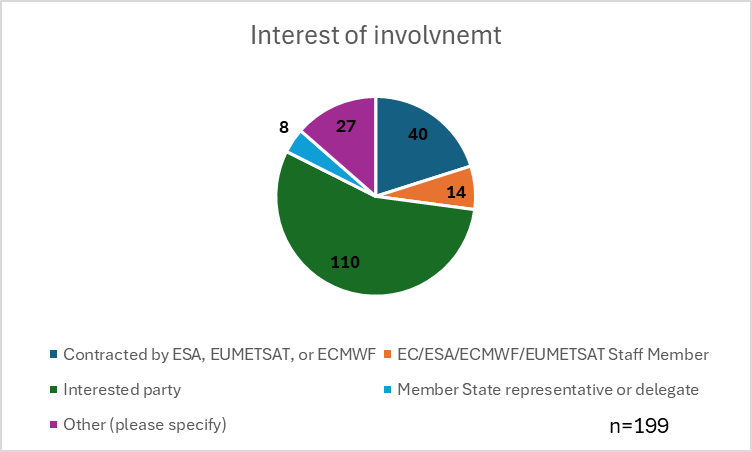 Interest of involvnemt
40
14
110
8
27
Contracted by ESA, EUMETSAT, or ECMWF
EC/ESA/ECMWF/EUMETSAT Staff Member
Interested party
Member State representative or delegate
Other (please specify)
n=199